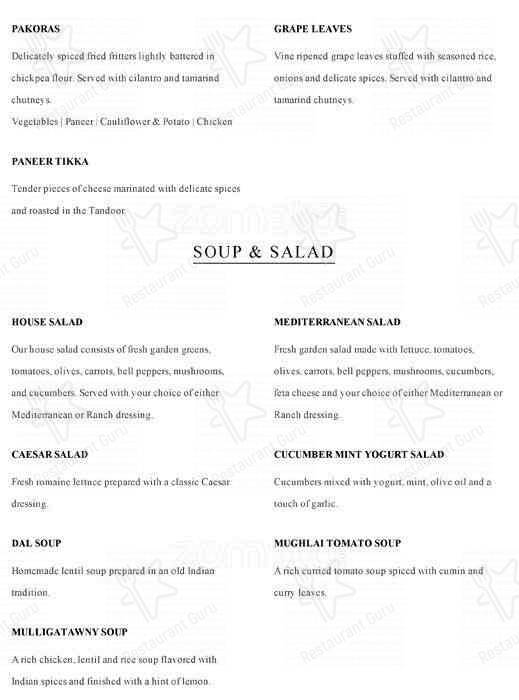 PAKORAS
Delicately spiced fried fritters lightly battered in
chickpea flour. Served with cilantro and tamarind
chutneys.
Vegetables | Paneer | Cauliflower & Potato | Chicken
GRAPE LEAVES
Vine ripened grape leaves stuffed with seasoned rice,
onions and delicate spices. Served with cilantro and
tamarind chutneys.
PANEER TIKKA
Tender pieces of cheese marinated with delicate spices
and roasted in the Tandoor.
zomato
SOUP & SALAD
HOUSE SALAD
Our house salad consists of fresh garden greens,
tomatoes, olives, carrots, bell peppers, mushrooms,
and cucumbers. Served with your choice of either
Mediterranean or Ranch dressing.
MEDITERRANEAN SALAD
Fresh garden salad made with lettuce, tomatoes,
olives, carrots, bell peppers, mushrooms, cucumbers,
feta cheese and your choice of either Mediterranean or
Ranch dressing.
CAESAR SALAD
Fresh romaine lettuce prepared with a classic Caesar
dressing.
CUCUMBER MINT YOGURT SALAD
Cucumbers mixed with yogurt, mint, olive oil and a
touch of garlic.
DAL SOUP
Homemade lentil soup prepared in an old Indian
tradition.
MUGHLAI TOMATO SOUP
A rich curried tomato soup spiced with cumin and
curry leaves.
MULLIGATAWNY SOUP
A rich chicken, lentil and rice soup flavored with
Indian spices and finished with a hint of lemon.
Restaurant Guru